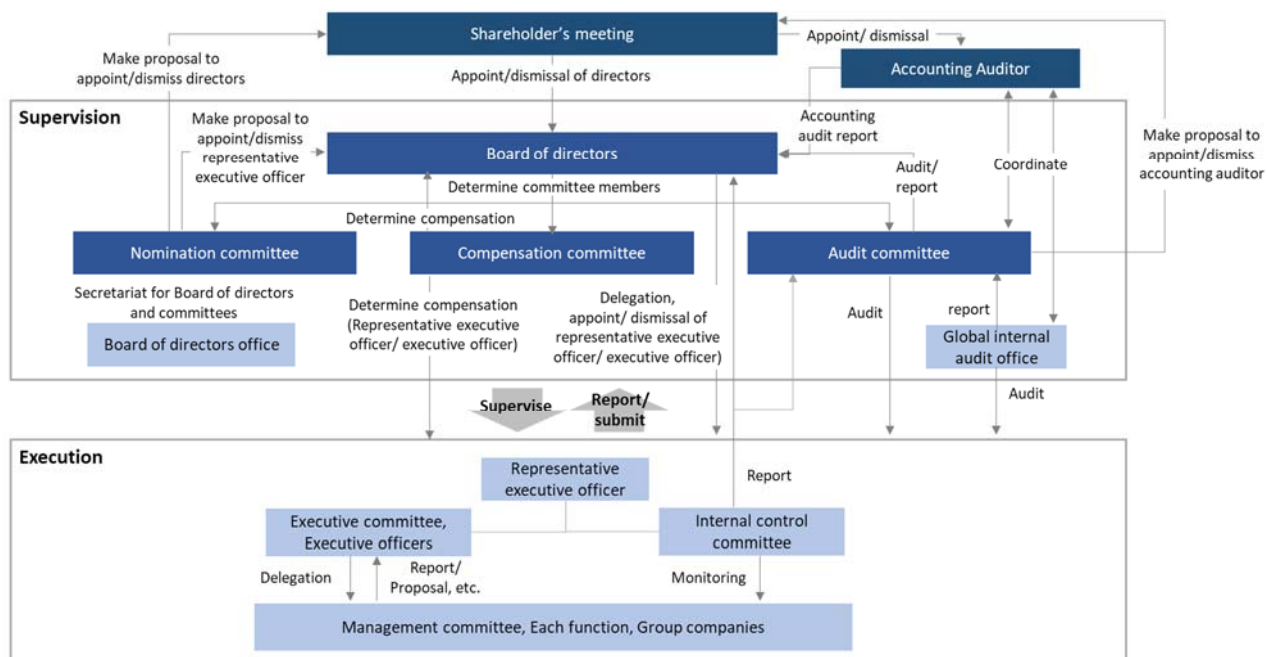 Shareholder's meeting
Appoint/ dismissal
Accounting Auditor
Make proposal to
appoint/dismiss directors
Appoint/dismissal of directors
Supervision
Make proposal to
appoint/dismiss
representative
executive officer
Board of directors
Accounting
audit report
Audit/
report
Coordinate
Make proposal to
appoint/dismiss
accounting auditor
Determine committee members
Determine compensation
Nomination committee
Compensation committee
Audit committee
Secretariat for Board of directors
and committees
Board of directors office
Determine compensation
(Representative executive
officer/ executive officer)
Delegation,
appoint/ dismissal of
representative executive
officer/ executive officer)
Audit
report
Global internal
audit office
Audit
Supervise
Report/
submit
Execution
Representative
executive officer
Report
Executive committee,
Executive officers
Internal control
committee
Delegation
Report/
Proposal, etc.
Monitoring
Management committee, Each function, Group companies